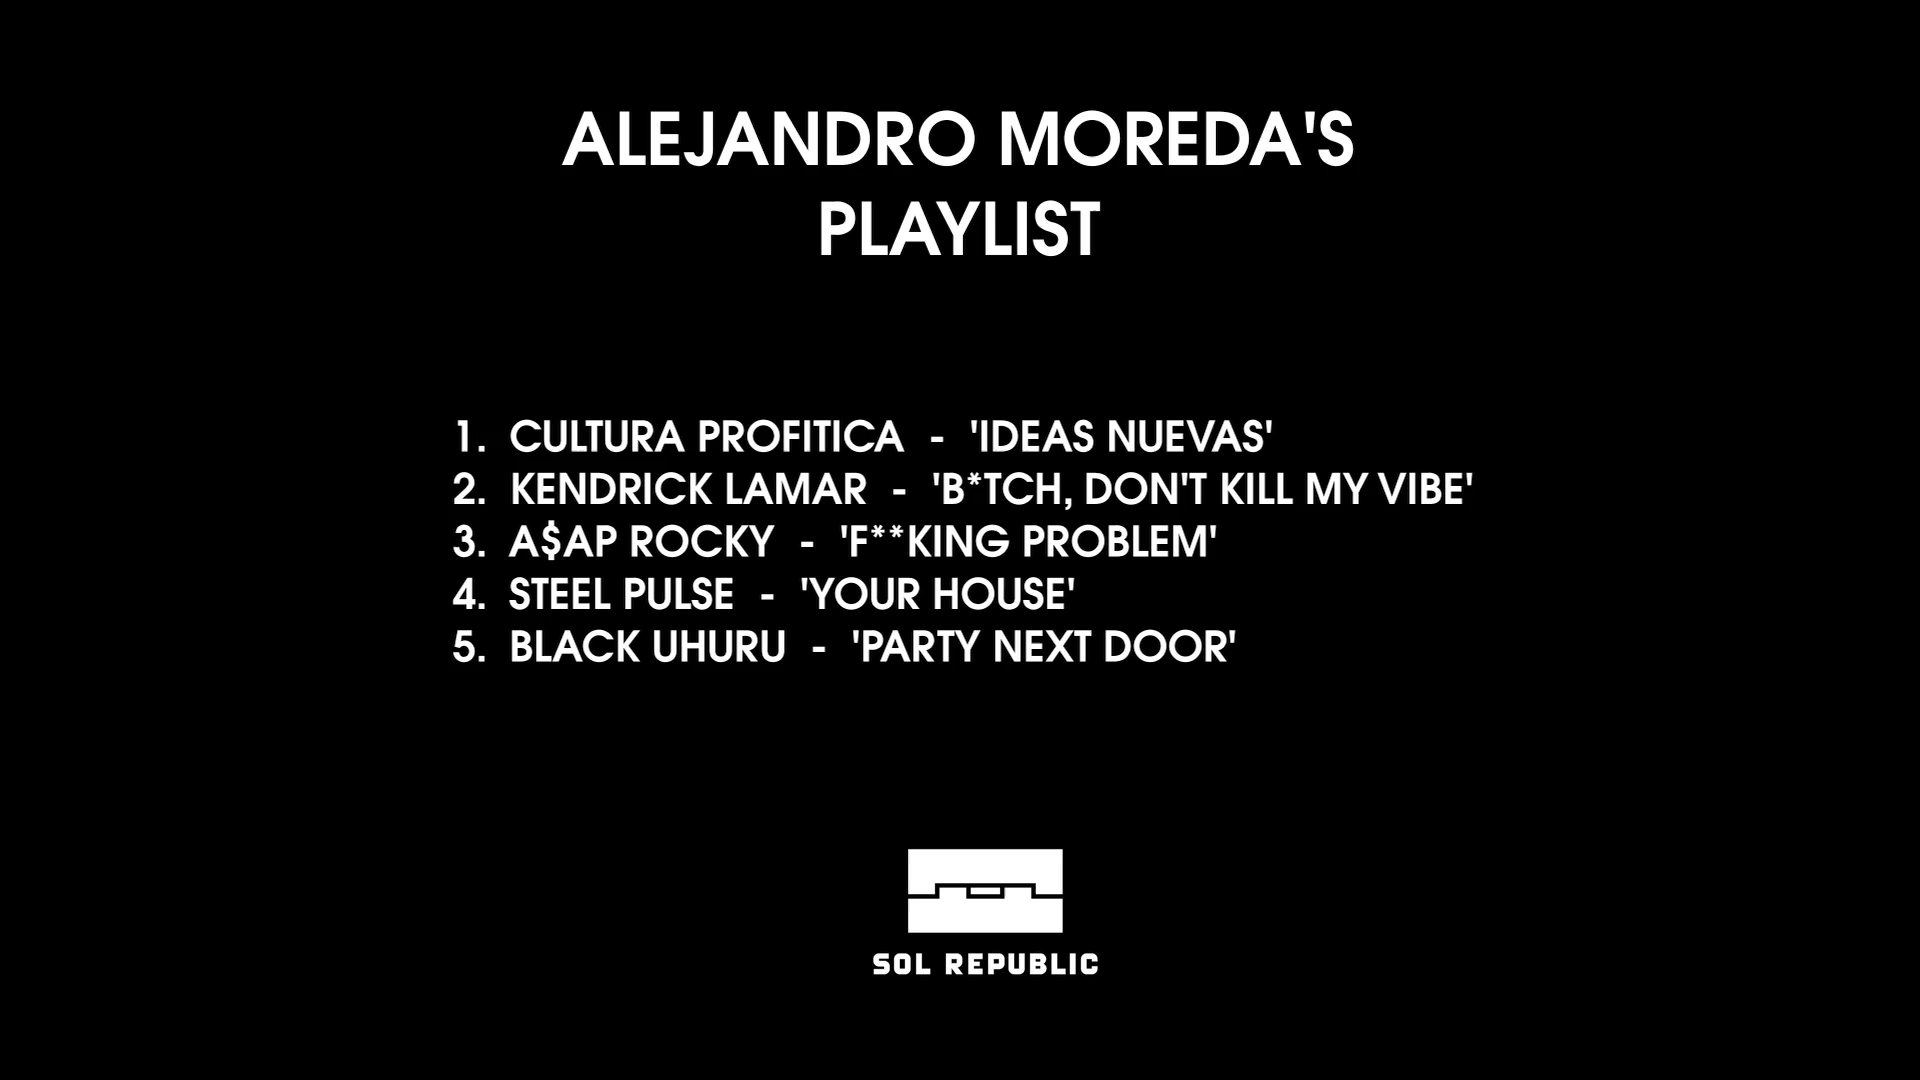 ALEJANDRO MOREDA'S
PLAYLIST
1. CULTURA PROFITICA - 'IDEAS NUEVAS'
2. KENDRICK LAMAR - 'B*TCH, DON'T KILL MY VIBE'
3. A$AP ROCKY - 'F**KING PROBLEM'
4. STEEL PULSE - 'YOUR HOUSE'
5. BLACK UHURU - 'PARTY NEXT DOOR'
SOL REPUBLIC